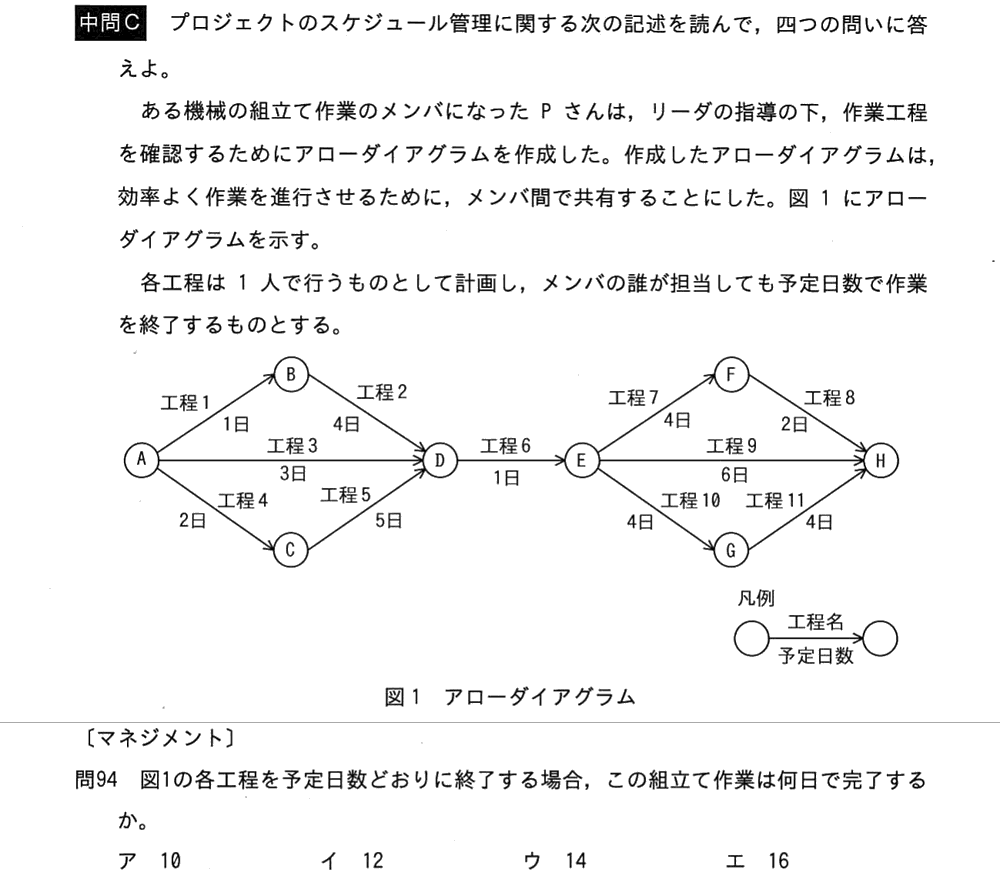 中問C プロジェクトのスケジュール管理に関する次の記述を読んで，四つの問いに答
えよ。
ある機械の組立て作業のメンバになった P さんは，リーダの指導の下，作業工程
を確認するためにアローダイアグラムを作成した。作成したアローダイアグラムは，
効率よく作業を進行させるために，メンバ間で共有することにした。図 1 にアロー
ダイアグラムを示す。
各工程は 1 人で行うものとして計画し，メンバの誰が担当しても予定日数で作業
を終了するものとする。
B
F
工程1
工程2
工程7
工程8
1日
4日
4日
2日
工程3
工程6
工程9
A
D
E
H
3日
1日
6日
工程4
工程5
工程10
工程11
2日
5日
4日
4日
C
G
凡例
工程名
予定日数
図1 アローダイアグラム
〔マネジメント〕
問94 図1の各工程を予定日数どおりに終了する場合，この組立て作業は何日で完了する
か。
ア 10 イ 12 ウ 14 エ 16